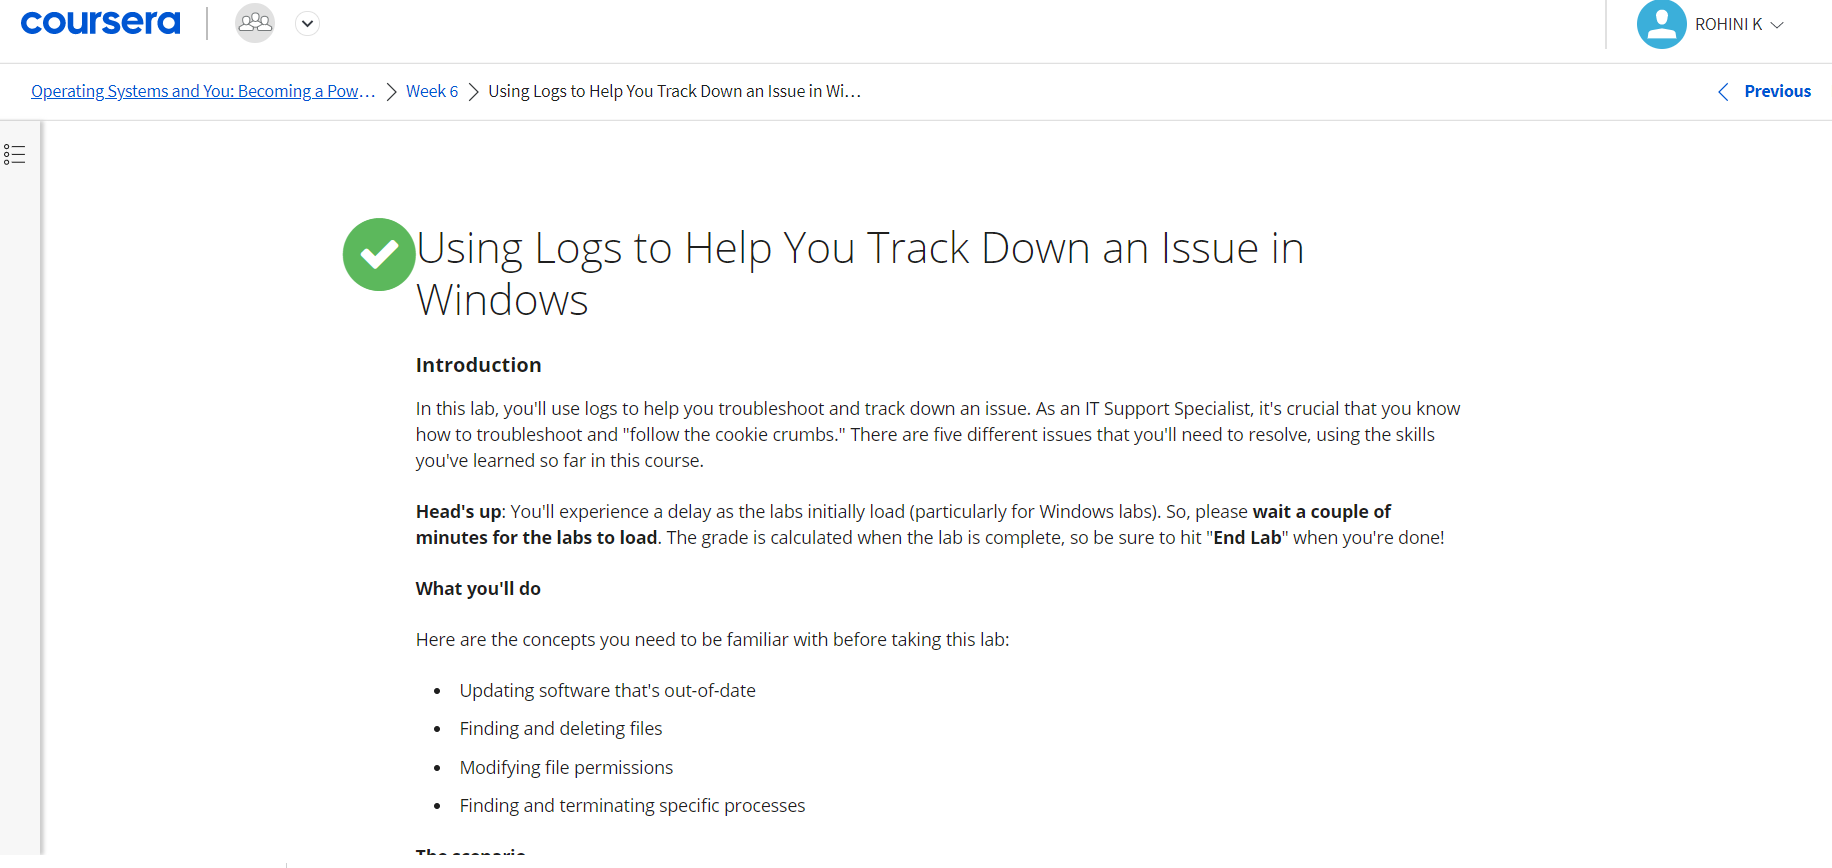 coursera
ROHINI K
Operating Systems and You: Becoming a Pow...
Week 6
Using Logs to Help You Track Down an Issue in Wi...
Previous
Using Logs to Help You Track Down an Issue in
Windows
Introduction
In this lab, you'll use logs to help you troubleshoot and track down an issue. As an IT Support Specialist, it's crucial that you know
how to troubleshoot and "follow the cookie crumbs." There are five different issues that you'll need to resolve, using the skills
you've learned so far in this course.
Head's up: You'll experience a delay as the labs initially load (particularly for Windows labs). So, please wait a couple of
minutes for the labs to load. The grade is calculated when the lab is complete, so be sure to hit "End Lab" when you're done!
What you'll do
Here are the concepts you need to be familiar with before taking this lab:
• Updating software that's out-of-date
• Finding and deleting files
• Modifying file permissions
• Finding and terminating specific processes
The scenario